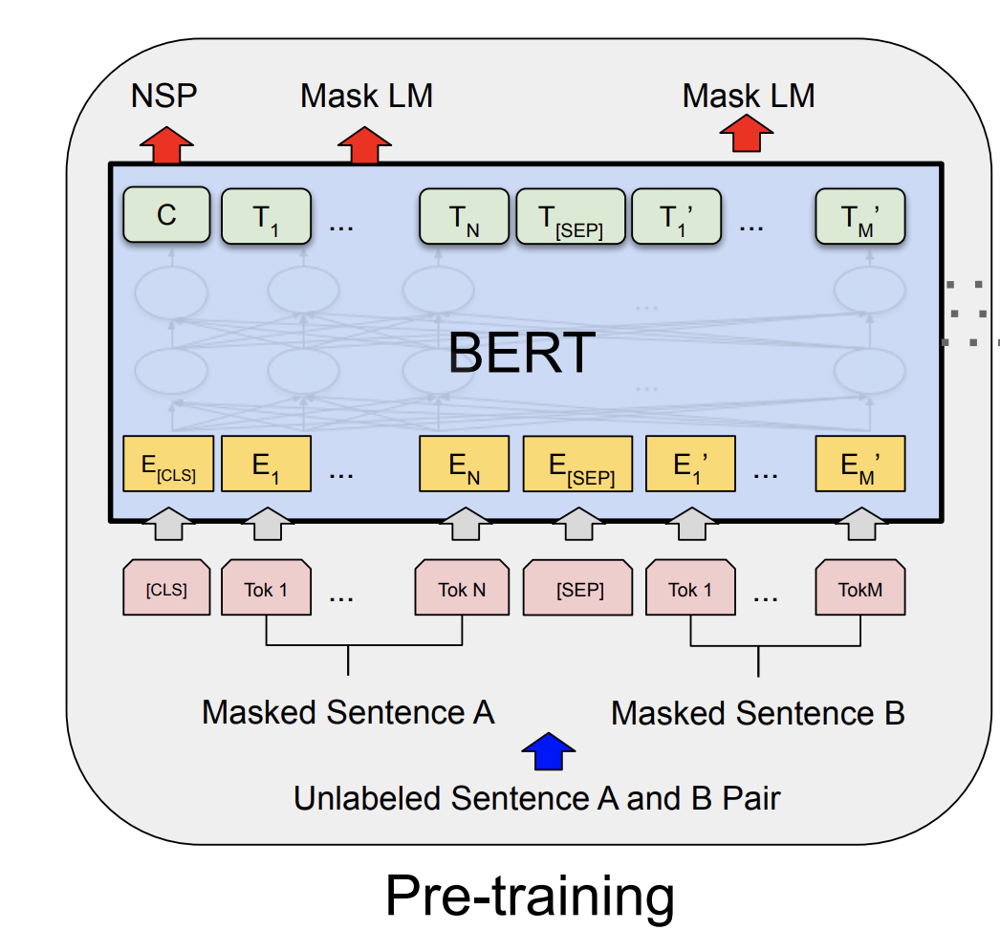 NSP Mask LM Mask LM
C T1 ... TN T[SEP] T1’ ... TM’
...
BERT
...
E[CLS] E1 ... EN E[SEP] E1’ ... EM’
[CLS] Tok 1 ... Tok N [SEP] Tok 1 ... TokM
Masked Sentence A Masked Sentence B
Unlabeled Sentence A and B Pair
Pre-training